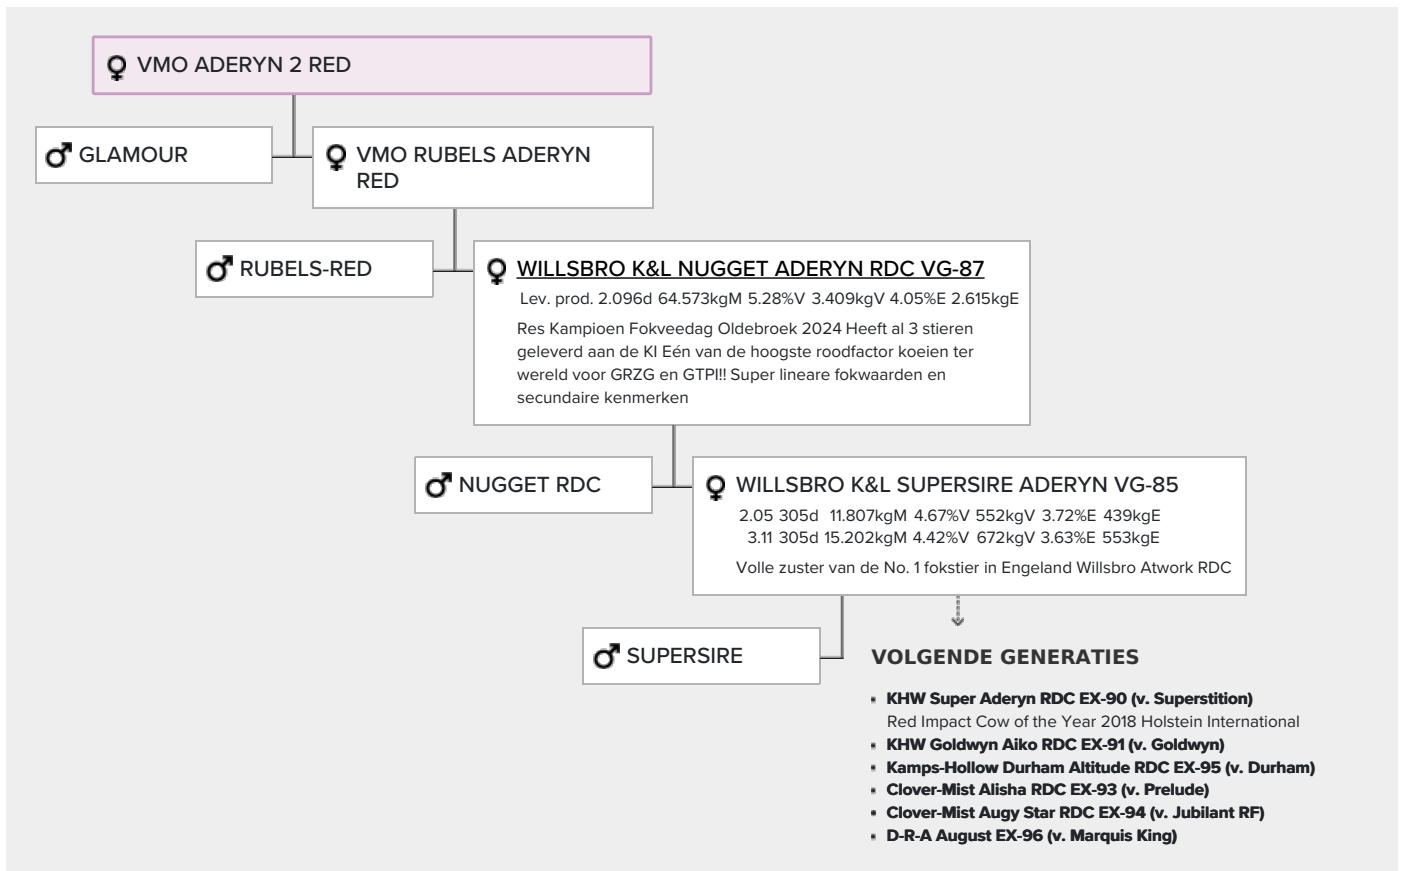 VMO ADERYN 2 RED
GLAMOUR
VMO RUBELS ADERYN
RED
RUBELS-RED
WILLSBRO K&L NUGGET ADERYN RDC VG-87
Lev. prod. 2.096d 64.573kgM 5.28%V 3.409kgV 4.05%E 2.615kgE
Res Kampioen Fokveedag Oldebroek 2024 Heeft al 3 stieren
geleverd aan de KI Eén van de hoogste roodfactor koeien ter
wereld voor GRZG en GTPI!! Super lineare fokwaarden en
secundaire kenmerken
NUGGET RDC
WILLSBRO K&L SUPERSIRE ADERYN VG-85
2.05 305d 11.807kgM 4.67%V 552kgV 3.72%E 439kgE
3.11 305d 15.202kgM 4.42%V 672kgV 3.63%E 553kgE
Volle zuster van de No. 1 fokstier in Engeland Willsbro Atwork RDC
SUPERSIRE
VOLGENDE GENERATIES
KHW Super Aderyn RDC EX-90 (v. Superstition)
Red Impact Cow of the Year 2018 Holstein International
KHW Goldwyn Aiko RDC EX-91 (v. Goldwyn)
Kamps-Hollow Durham Altitude RDC EX-95 (v. Durham)
Clover-Mist Alisha RDC EX-93 (v. Prelude)
Clover-Mist Augy Star RDC EX-94 (v. Jubilant RF)
D-R-A August EX-96 (v. Marquis King)